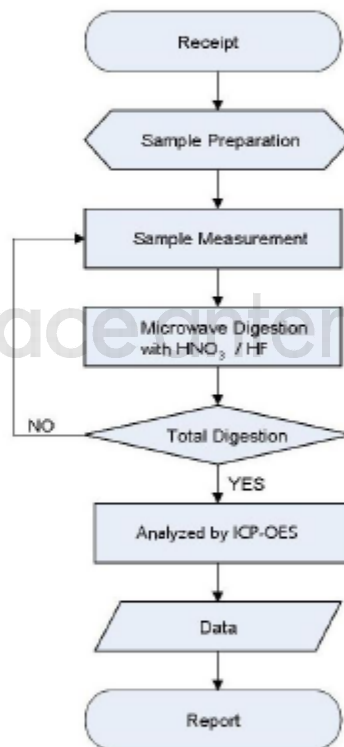 Receipt
Sample Preparation
Sample Measurement
Microwave Digestion
with HNO₃ / HF
Total Digestion
NO
YES
Analyzed by ICP-OES
Data
Report